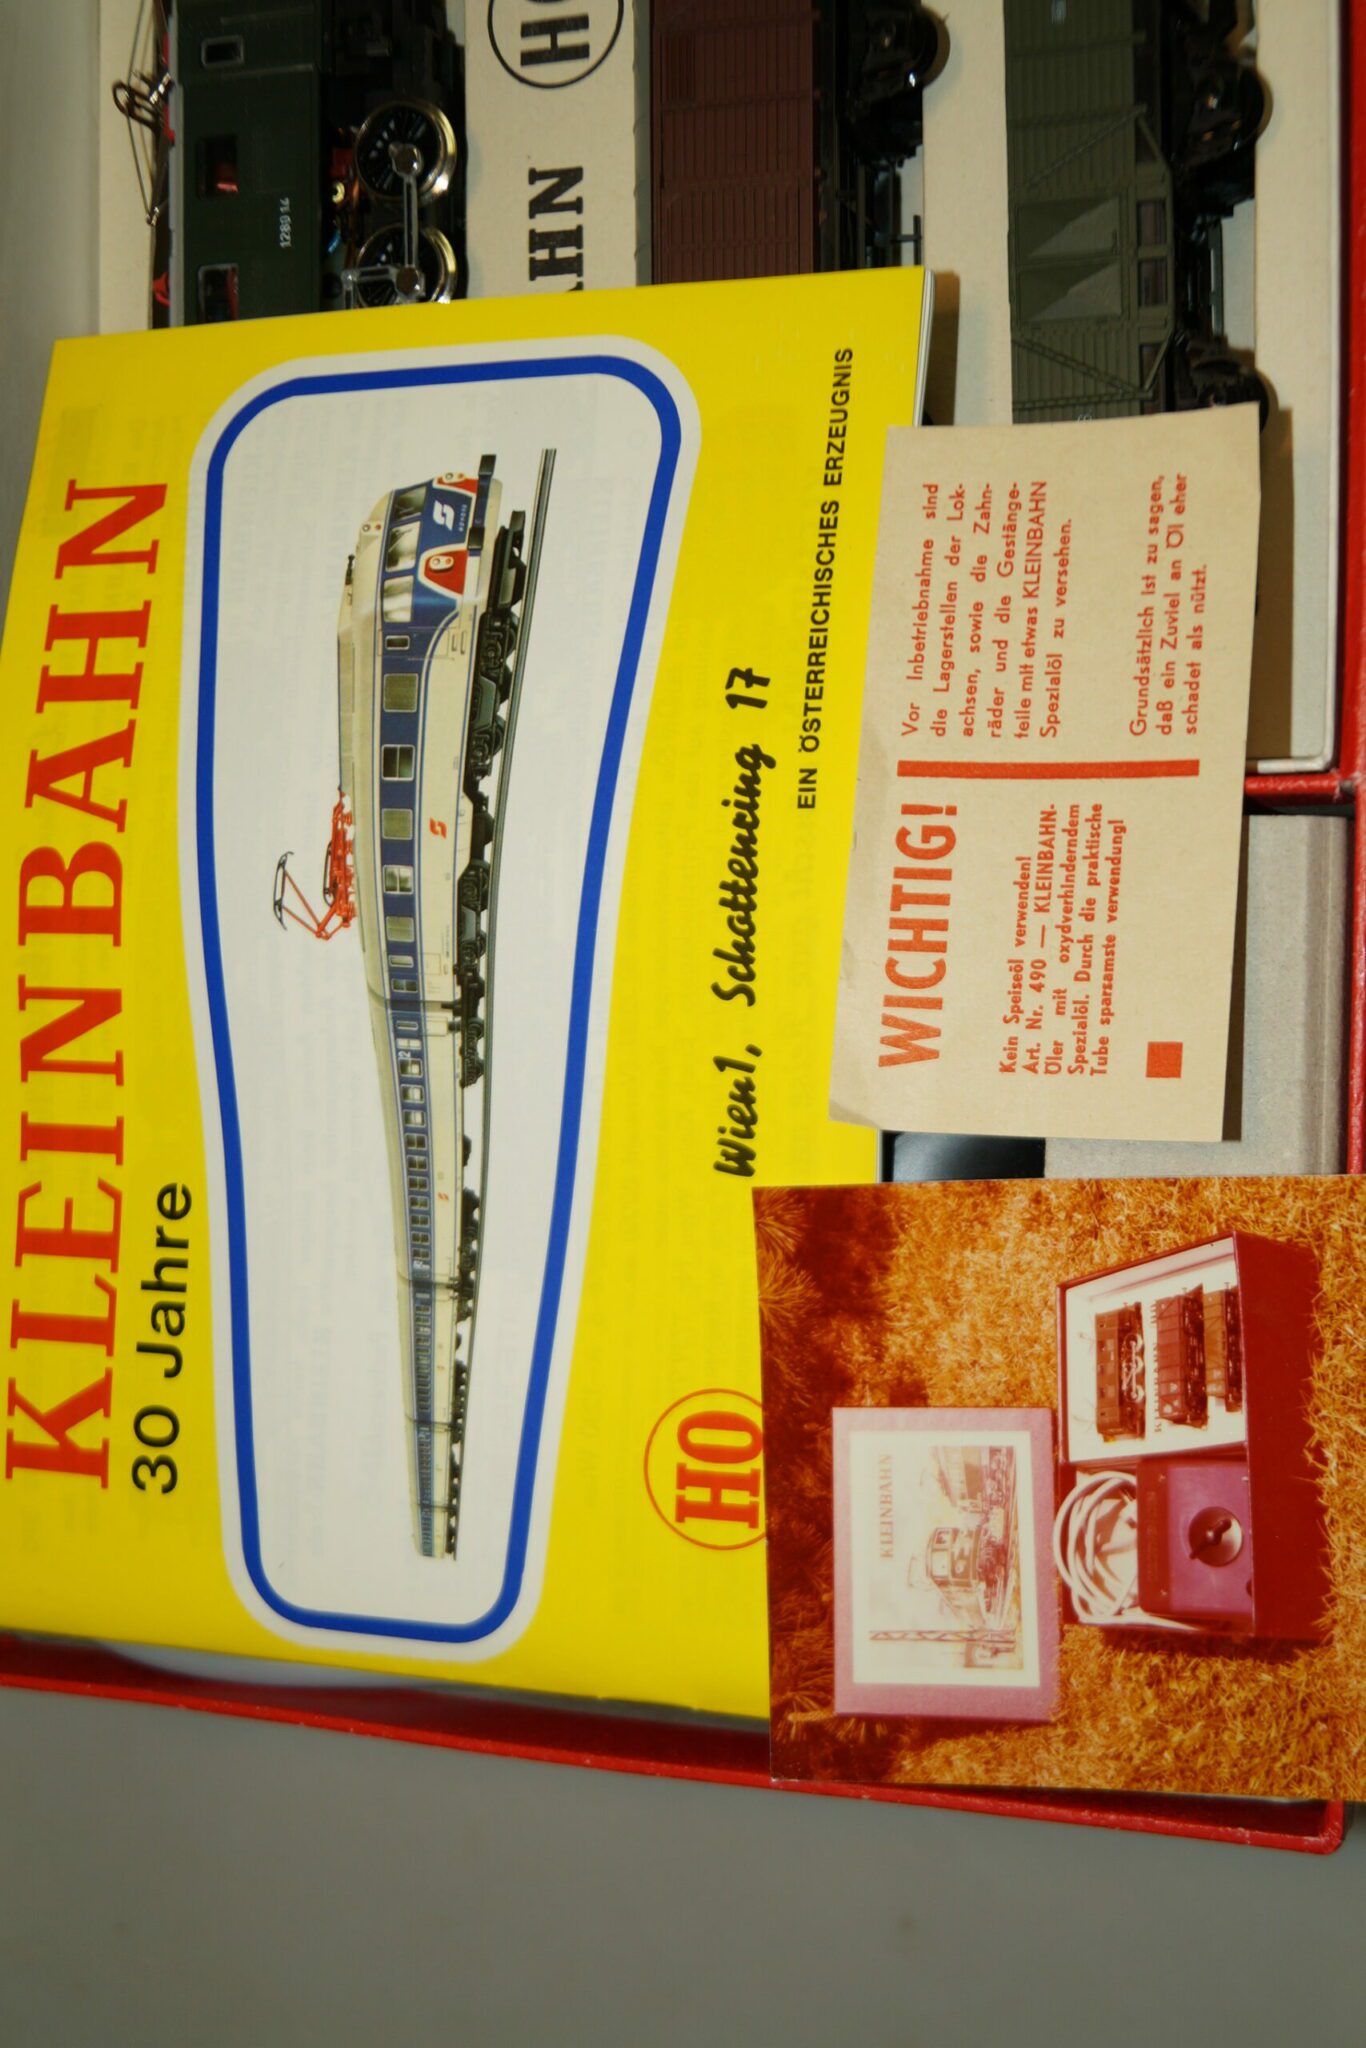 KLEINBAHN
30 Jahre
Wien 1, Schottenring 17
EIN ÖSTERREICHISCHES ERZEUGNIS
HO
WICHTIG!
Kein Speiseöl verwenden!
Art. Nr. 490 — KLEINBAHN-
Öler mit oxydverhinderndem
Spezialöl. Durch die praktische
Tube sparsamste verwendung!
Vor Inbetriebnahme sind
die Lagerstellen der Lok-
achsen, sowie die Zahn-
räder und die Gestänge-
teile mit etwas KLEINBAHN
Spezialöl zu versehen.
Grundsätzlich ist zu sagen,
daß ein Zuviel an Öl eher
schadet als nützt.
KLEINBAHN
KLEINBAHN
HO
128014
AHN
HO